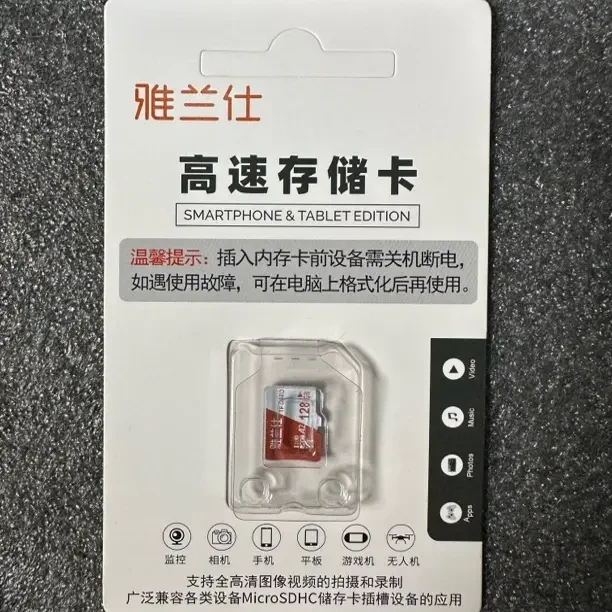 雅兰仕
高速存储卡
SMARTPHONE & TABLET EDITION
温馨提示：插入内存卡前设备需关机断电，
如遇使用故障，可在电脑上格式化后再使用。
Video
Music
Photos
Apps
雅兰仕
128
监控 相机 手机 平板 游戏机 无人机
支持全高清图像视频的拍摄和录制
广泛兼容各类设备MicroSDHC储存卡插槽设备的应用